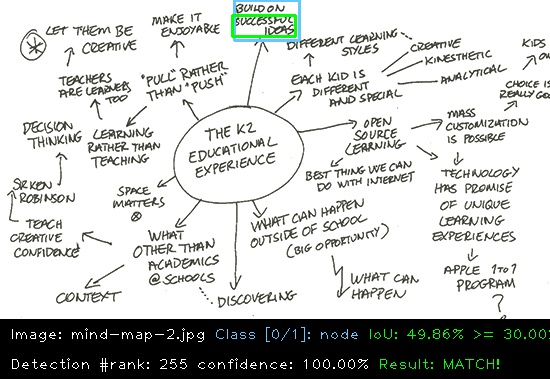 BUILD ON
SUCCESSFUL
IDEAS
MAKE IT
ENJOYABLE
LET THEM BE
CREATIVE
DIFFERENT LEARNING
STYLES
CREATIVE
KINESTHETIC
ANALYTICAL
KIDS
CHOICE IS
REALLY
TEACHERS
ARE LEARNERS
TOO
"PULL" RATHER
THAN "PUSH"
EACH KID IS
DIFFERENT
AND SPECIAL
DECISION
THINKING
LEARNING
RATHER THAN
TEACHING
THE K2
EDUCATIONAL
EXPERIENCE
OPEN
SOURCE
LEARNING
MASS
CUSTOMIZATION
IS POSSIBLE
SIR KEN
ROBINSON
SPACE
MATTERS
BEST THING WE CAN
DO WITH INTERNET
TECHNOLOGY
HAS PROMISE
OF UNIQUE
LEARNING
EXPERIENCES
TEACH
CREATIVE
CONFIDENCE
WHAT
OTHER THAN
ACADEMICS
@ SCHOOLS
WHAT CAN HAPPEN
OUTSIDE OF SCHOOL
(BIG OPPORTUNITY)
CONTEXT
DISCOVERING
WHAT CAN
HAPPEN
APPLE 1 TO 1
PROGRAM
?
Image: mind-map-2.jpg Class [0/1]: node IoU: 49.86% >= 30.00%
Detection #rank: 255 confidence: 100.00% Result: MATCH!